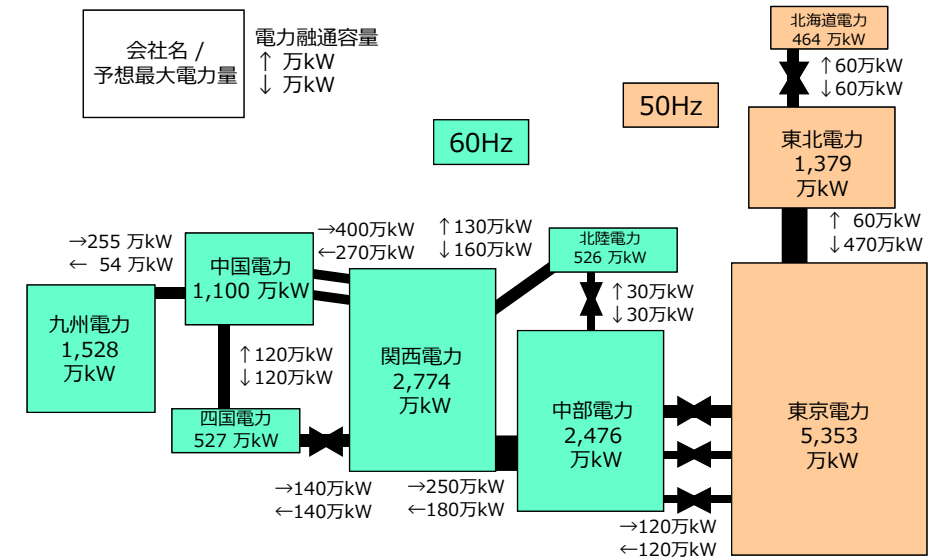 会社名 /
予想最大電力量
電力融通容量
↑ 万kW
↓ 万kW
60Hz
50Hz
北海道電力
464 万kW
↑60万kW
↓60万kW
東北電力
1,379
万kW
↑ 60万kW
↓470万kW
→255 万kW
← 54 万kW
中国電力
1,100 万kW
→400万kW
←270万kW
↑130万kW
↓160万kW
北陸電力
526 万kW
↑30万kW
↓30万kW
九州電力
1,528
万kW
↑120万kW
↓120万kW
関西電力
2,774
万kW
四国電力
527 万kW
中部電力
2,476
万kW
東京電力
5,353
万kW
→140万kW
←140万kW
→250万kW
←180万kW
→120万kW
←120万kW